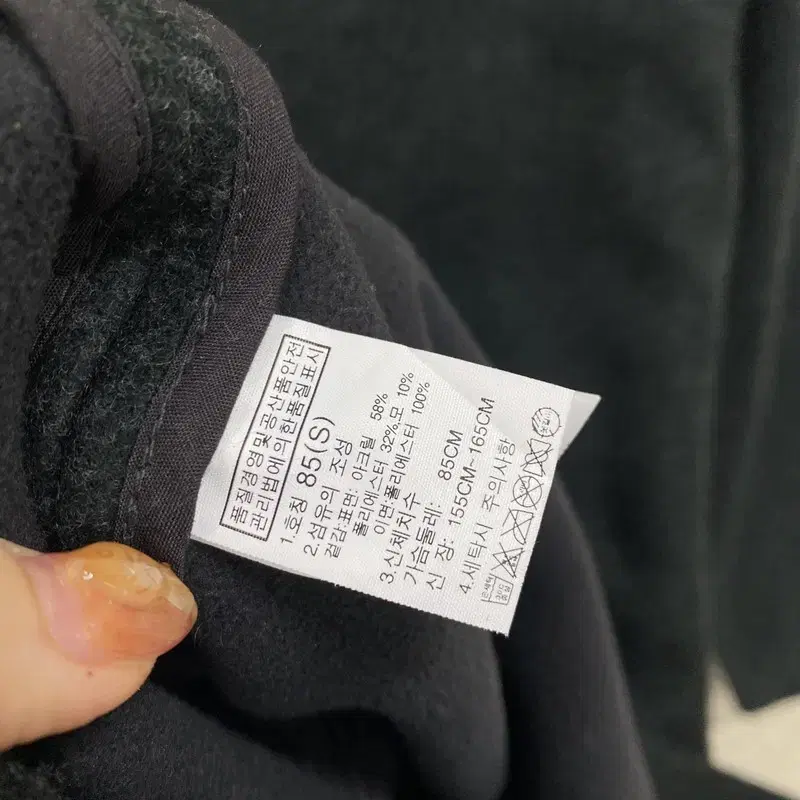 품질경영및공산품안전
관리법에의한품질표시
1.호칭 85(S)
2.섬유의 조성
겉감:표면: 아크릴 58%
폴리에스터 32%,모 10%
이면:폴리에스터 100%
3.신체치수
가슴둘레: 85CM
신 장: 155CM~165CM
4.세탁시 주의사항